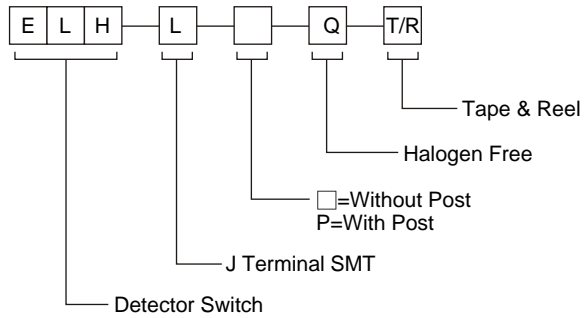 E L H L Q T/R
Tape & Reel
Halogen Free
□=Without Post
P=With Post
J Terminal SMT
Detector Switch